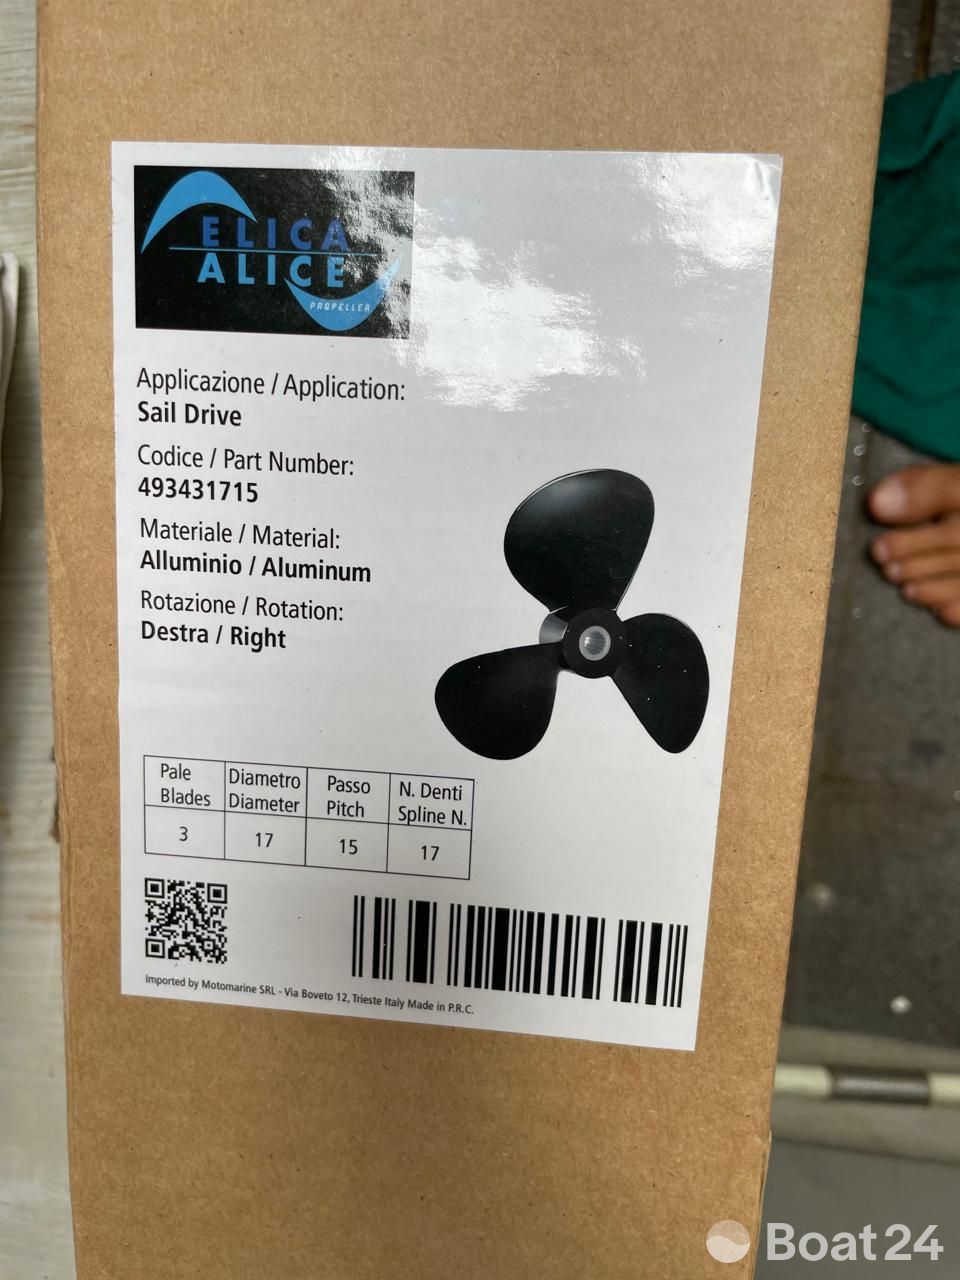 ELICA
ALICE
PROPELLER
Applicazione / Application:
Sail Drive
Codice / Part Number:
493431715
Materiale / Material:
Alluminio / Aluminum
Rotazione / Rotation:
Destra / Right
Pale Diametro Passo N. Denti
Blades Diameter Pitch Spline N.
3 17 15 17
Imported by Motomarine SRL - Via Boveto 12, Trieste Italy Made in P.R.C.
Boat24